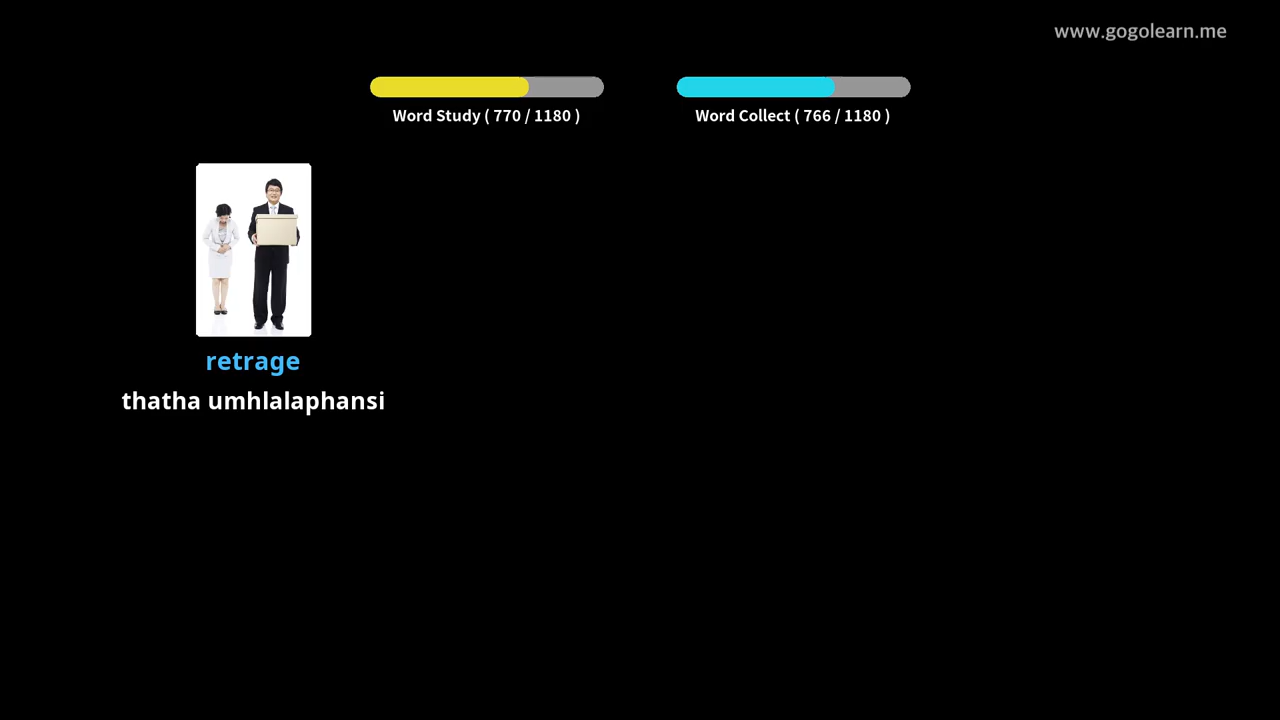 www.gogolearn.me
Word Study ( 770 / 1180 )
Word Collect ( 766 / 1180 )
retrage
thatha umhlalaphansi